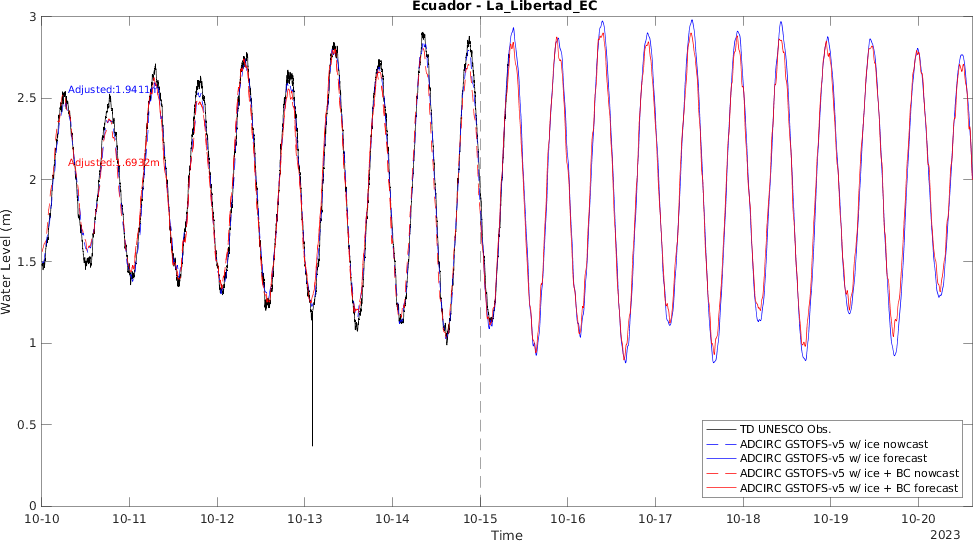 Ecuador - La_Libertad_EC
3
2.5
2
1.5
1
0.5
0
Water Level (m)
Adjusted:1.9411m
Adjusted:1.6932m
TD UNESCO Obs.
ADCIRC GSTOFS-v5 w/ ice nowcast
ADCIRC GSTOFS-v5 w/ ice forecast
ADCIRC GSTOFS-v5 w/ ice + BC nowcast
ADCIRC GSTOFS-v5 w/ ice + BC forecast
10-10 10-11 10-12 10-13 10-14 10-15 10-16 10-17 10-18 10-19 10-20
Time
2023